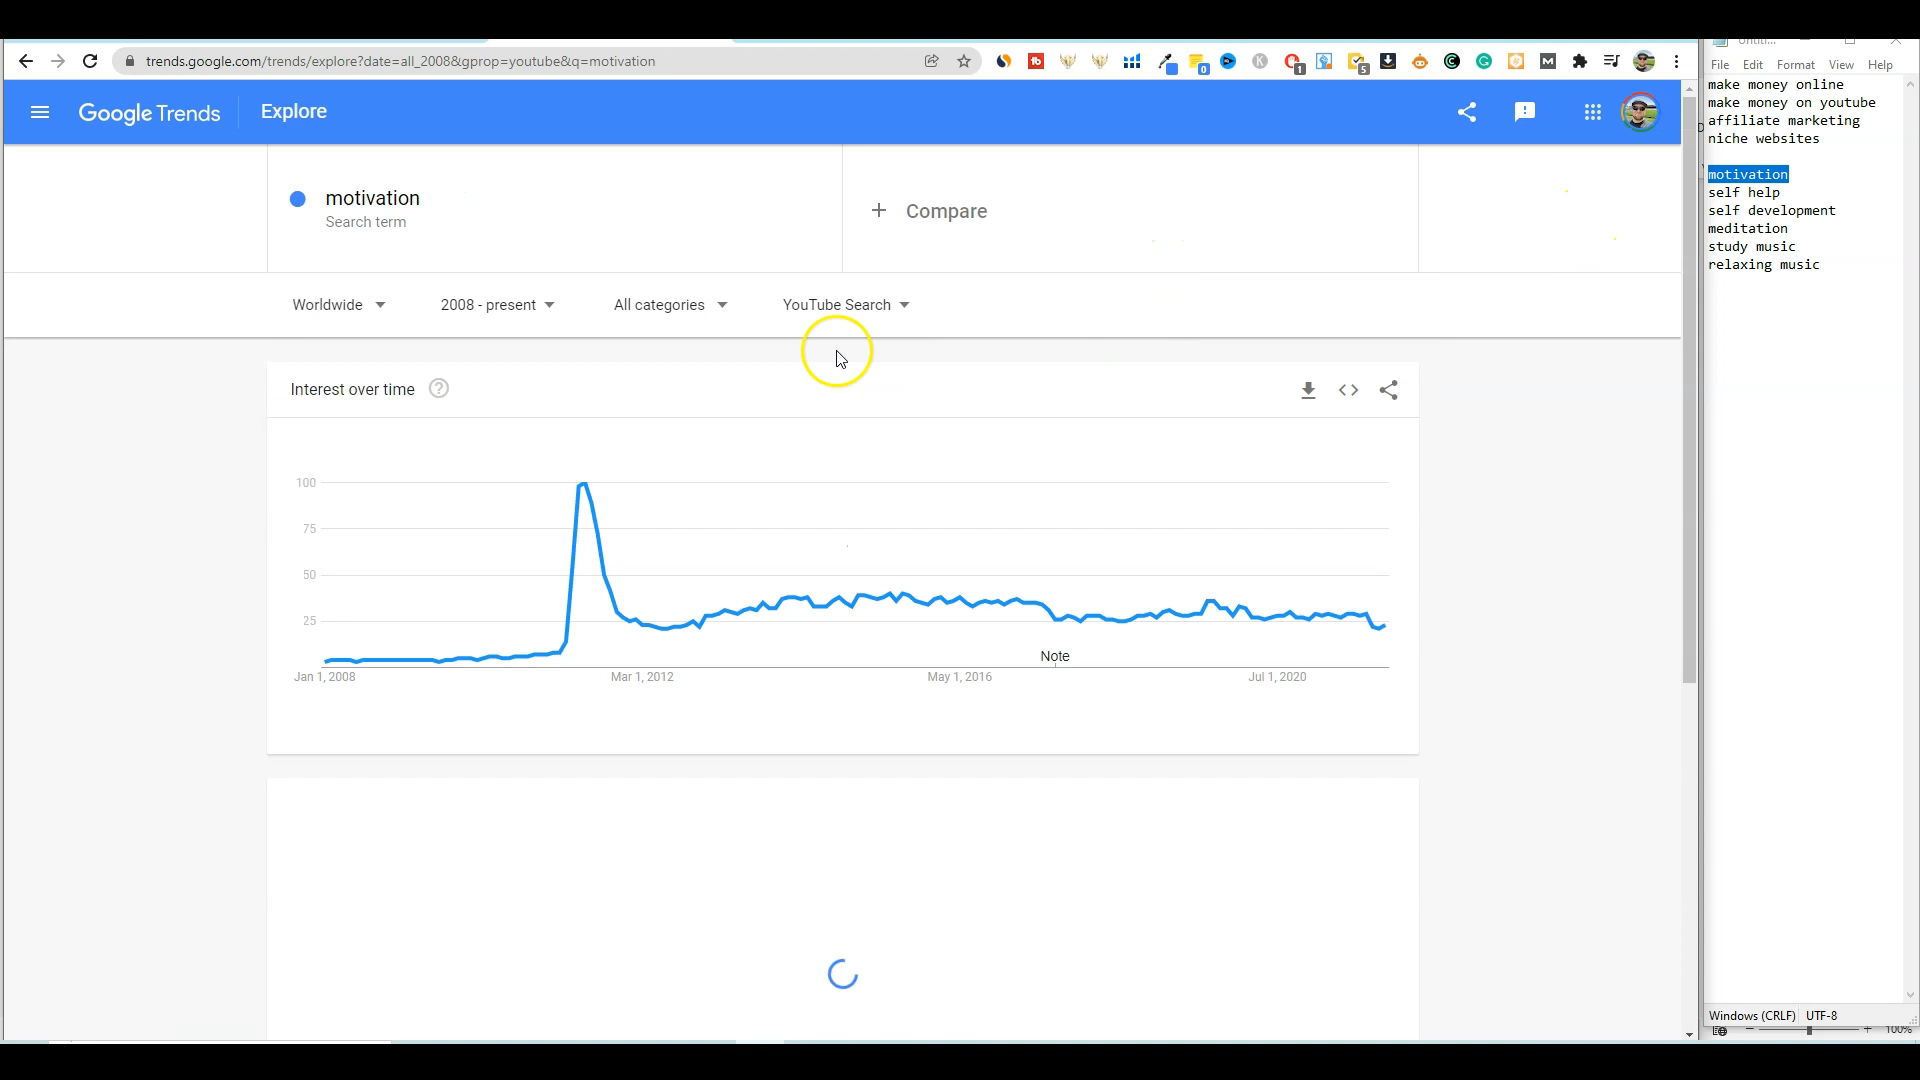 trends.google.com/trends/explore?date=all_2008&gprop=youtube&q=motivation
File Edit Format View Help
Google Trends
Explore
make money online
make money on youtube
affiliate marketing
niche websites
motivation
self help
self development
meditation
study music
relaxing music
motivation
Search term
+ Compare
Worldwide
2008 - present
All categories
YouTube Search
Interest over time
100
75
50
25
Note
Jan 1, 2008
Mar 1, 2012
May 1, 2016
Jul 1, 2020
Windows (CRLF) UTF-8
100%